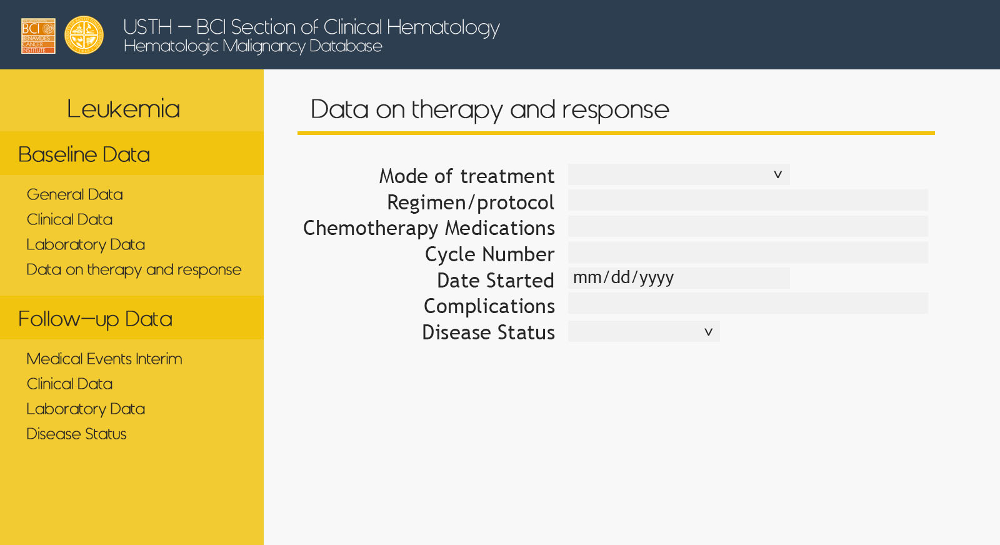 BCI
BENAVIDES
CANCER
INSTITUTE
USTH – BCI Section of Clinical Hematology
Hematologic Malignancy Database
Leukemia
Baseline Data
General Data
Clinical Data
Laboratory Data
Data on therapy and response
Follow-up Data
Medical Events Interim
Clinical Data
Laboratory Data
Disease Status
Data on therapy and response
Mode of treatment
Regimen/protocol
Chemotherapy Medications
Cycle Number
Date Started mm/dd/yyyy
Complications
Disease Status